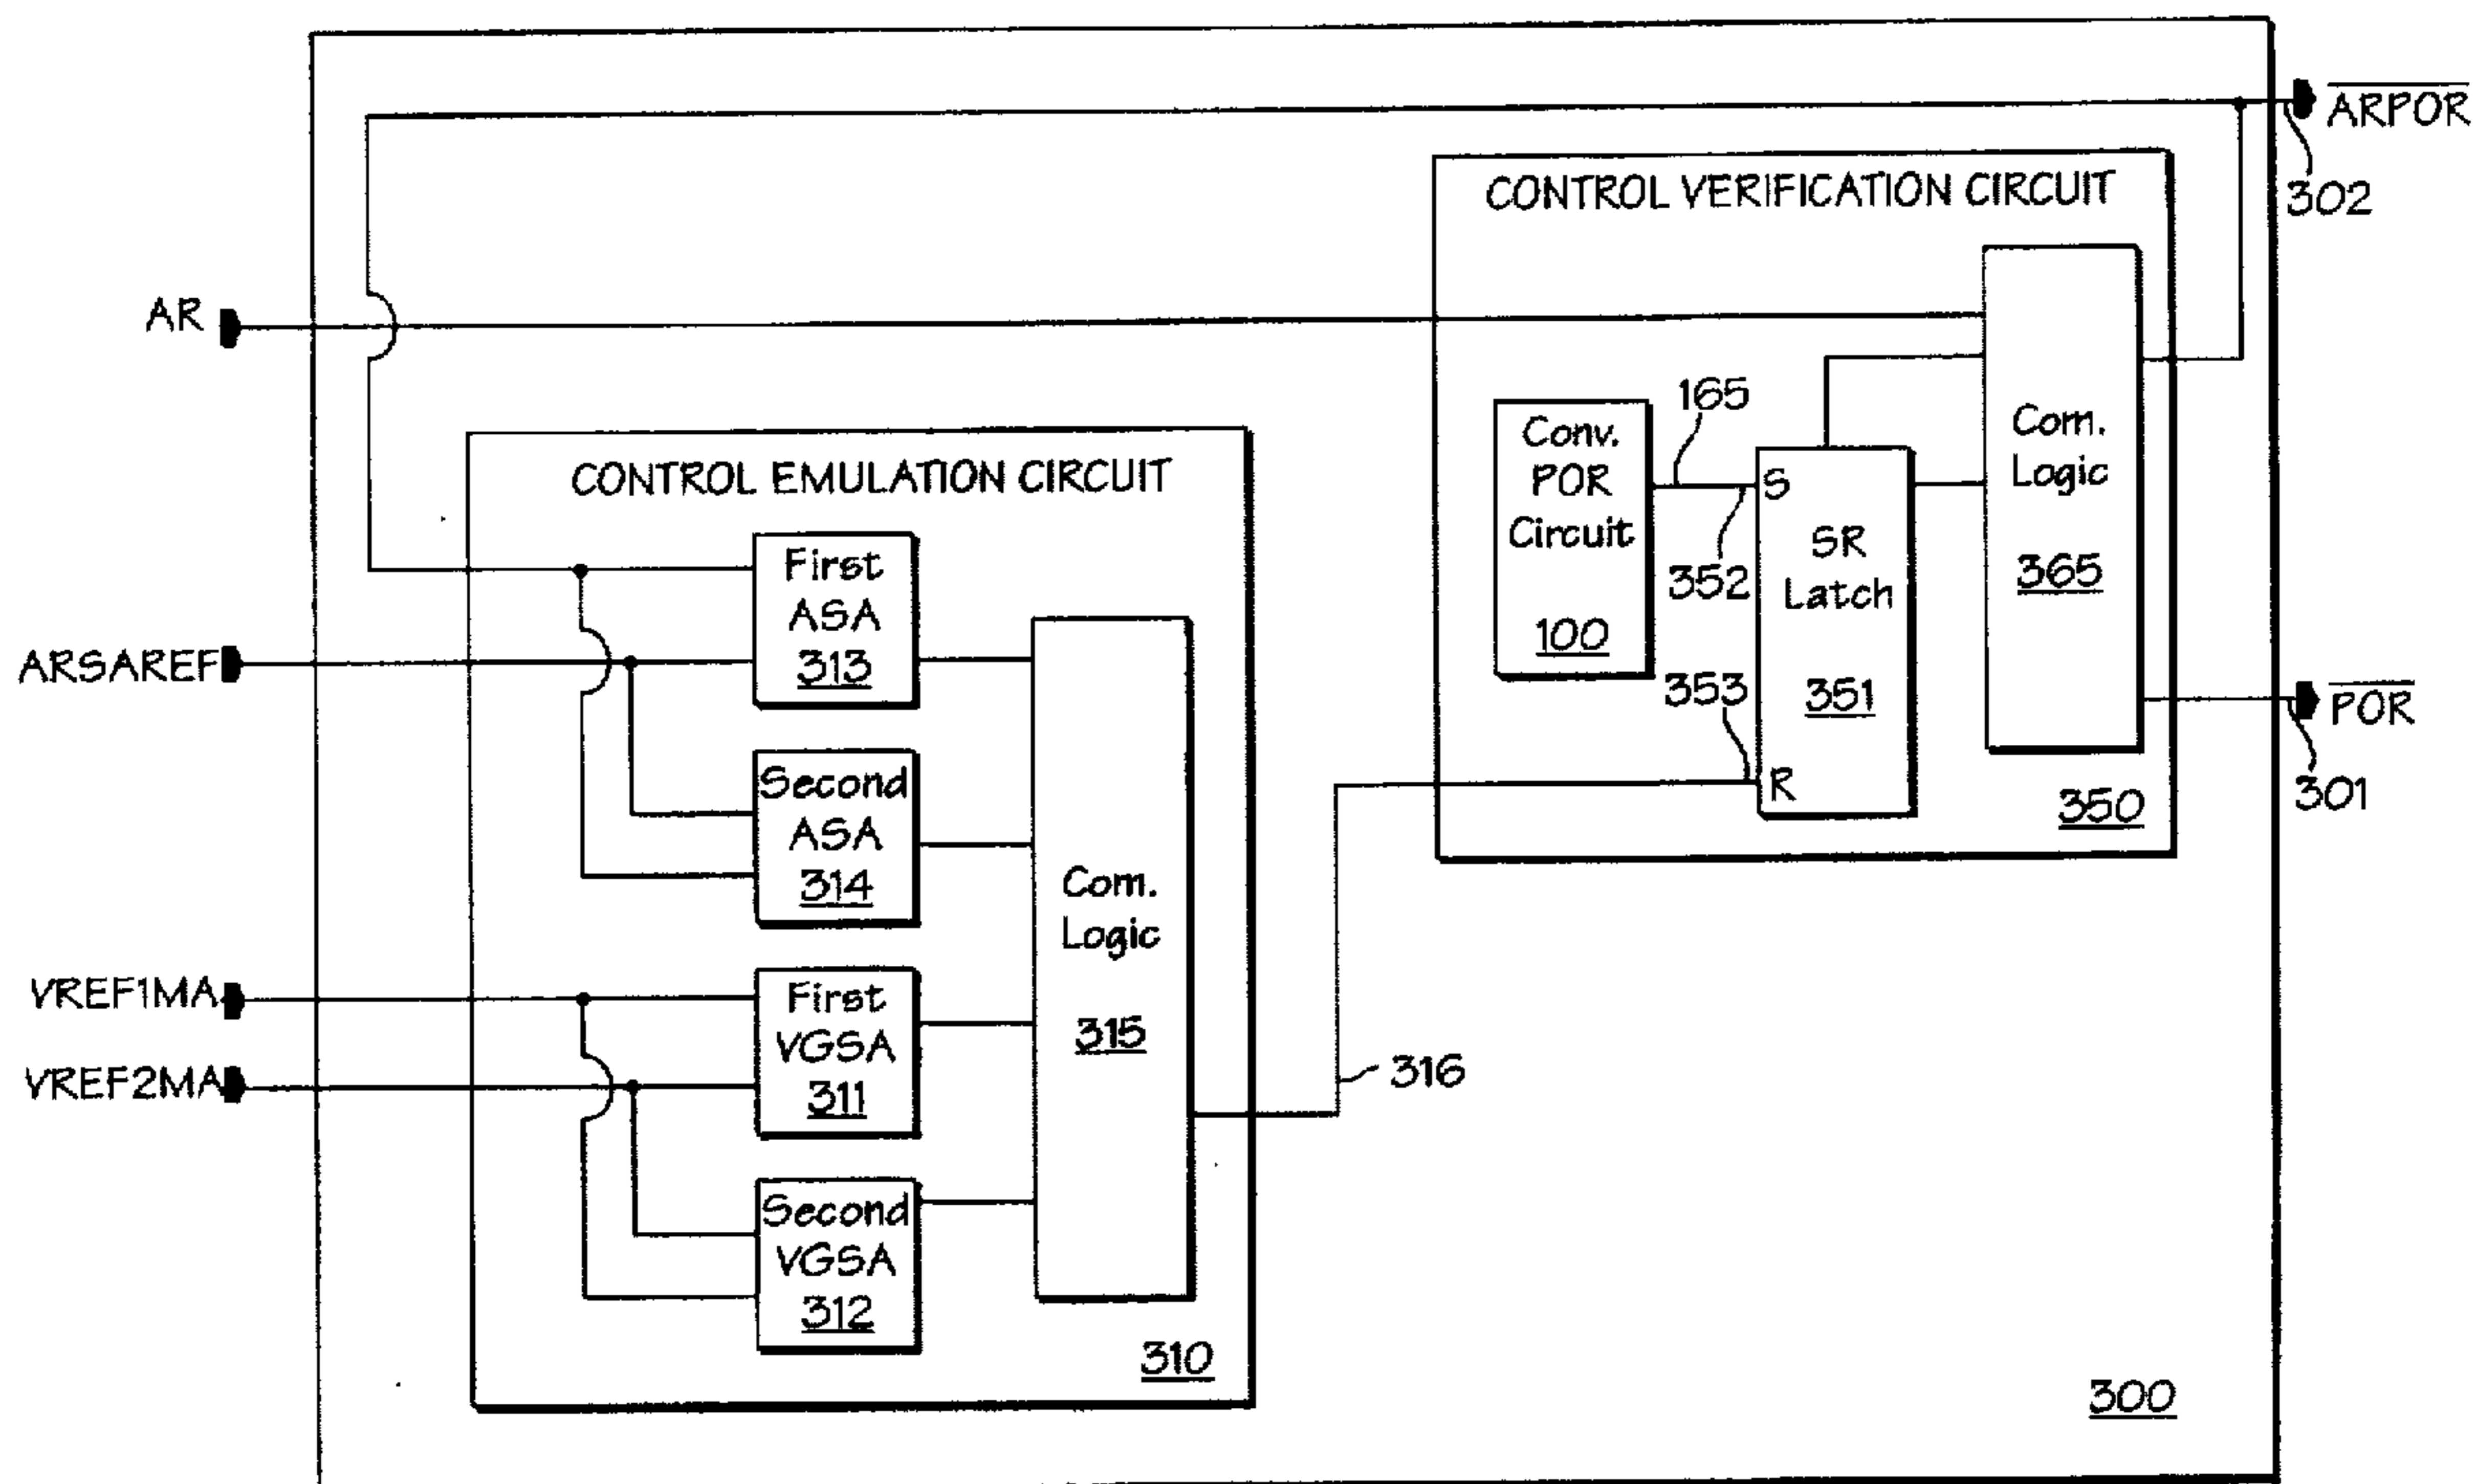 ARPOR
302
CONTROL VERIFICATION CIRCUIT
AR
165
Conv.
POR
Circuit
100
352
353
S
SR
Latch
351
R
Com.
Logic
365
350
POR
301
CONTROL EMULATION CIRCUIT
First
ASA
313
ARSAREF
Second
ASA
314
VREF1MA
First
VGSA
311
VREF2MA
Second
VGSA
312
Com.
Logic
315
316
310
300